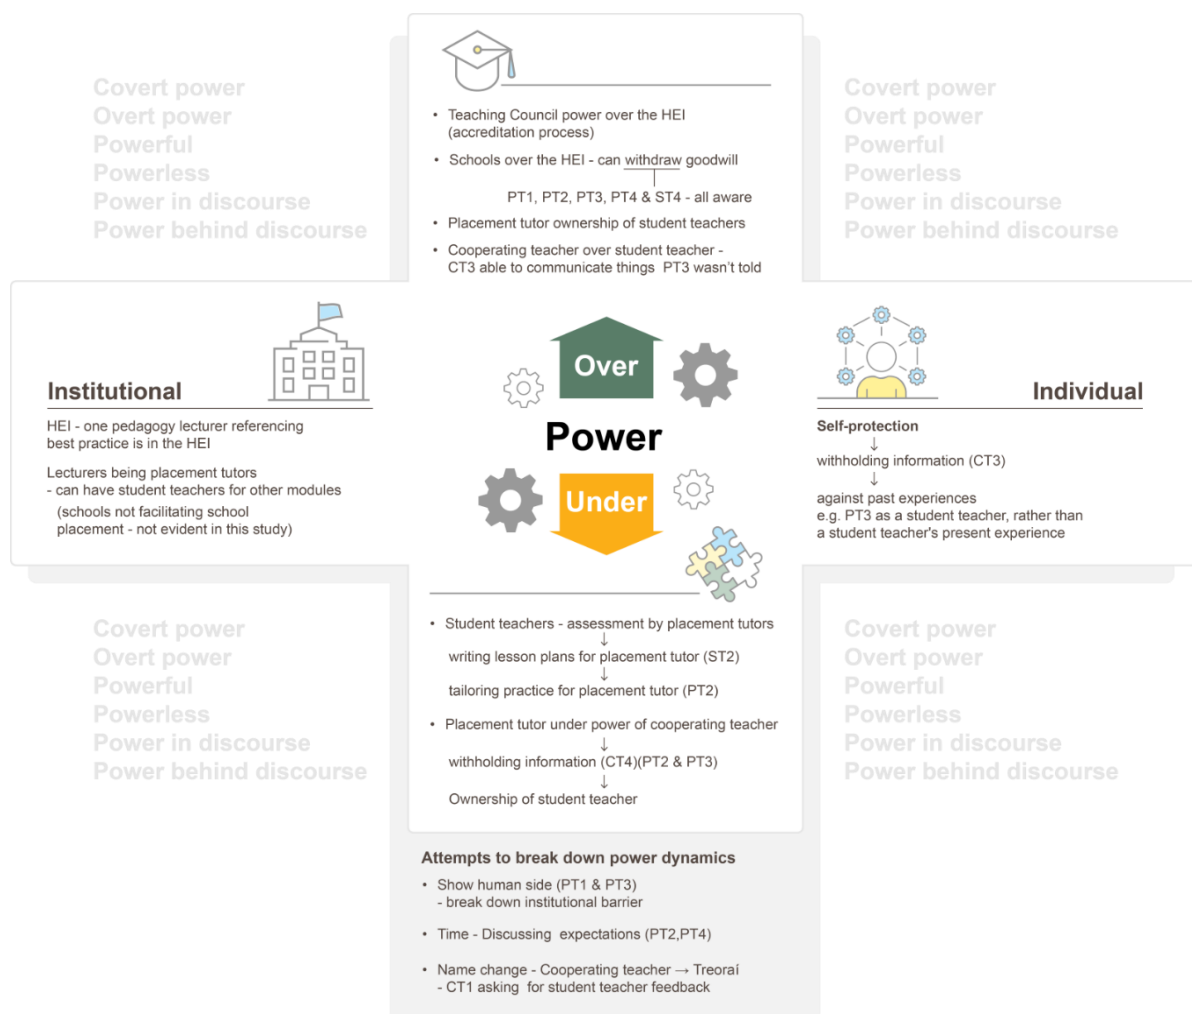 Covert power
Overt power
Powerful
Powerless
Power in discourse
Power behind discourse
• Teaching Council power over the HEI
(accreditation process)
• Schools over the HEI - can withdraw goodwill
PT1, PT2, PT3, PT4 & ST4 - all aware
• Placement tutor ownership of student teachers
• Cooperating teacher over student teacher -
CT3 able to communicate things PT3 wasn't told
Covert power
Overt power
Powerful
Powerless
Power in discourse
Power behind discourse
Institutional
HEI - one pedagogy lecturer referencing
best practice is in the HEI
Lecturers being placement tutors
- can have student teachers for other modules
(schools not facilitating school
placement - not evident in this study)
Over
Power
Under
Individual
Self-protection
↓
withholding information (CT3)
↓
against past experiences
e.g. PT3 as a student teacher, rather than
a student teacher's present experience
Covert power
Overt power
Powerful
Powerless
Power in discourse
Power behind discourse
• Student teachers - assessment by placement tutors
↓
writing lesson plans for placement tutor (ST2)
↓
tailoring practice for placement tutor (PT2)
• Placement tutor under power of cooperating teacher
↓
withholding information (CT4)(PT2 & PT3)
↓
Ownership of student teacher
Covert power
Overt power
Powerful
Powerless
Power in discourse
Power behind discourse
Attempts to break down power dynamics
• Show human side (PT1 & PT3)
- break down institutional barrier
• Time - Discussing expectations (PT2,PT4)
• Name change - Cooperating teacher → Treoraí
- CT1 asking for student teacher feedback